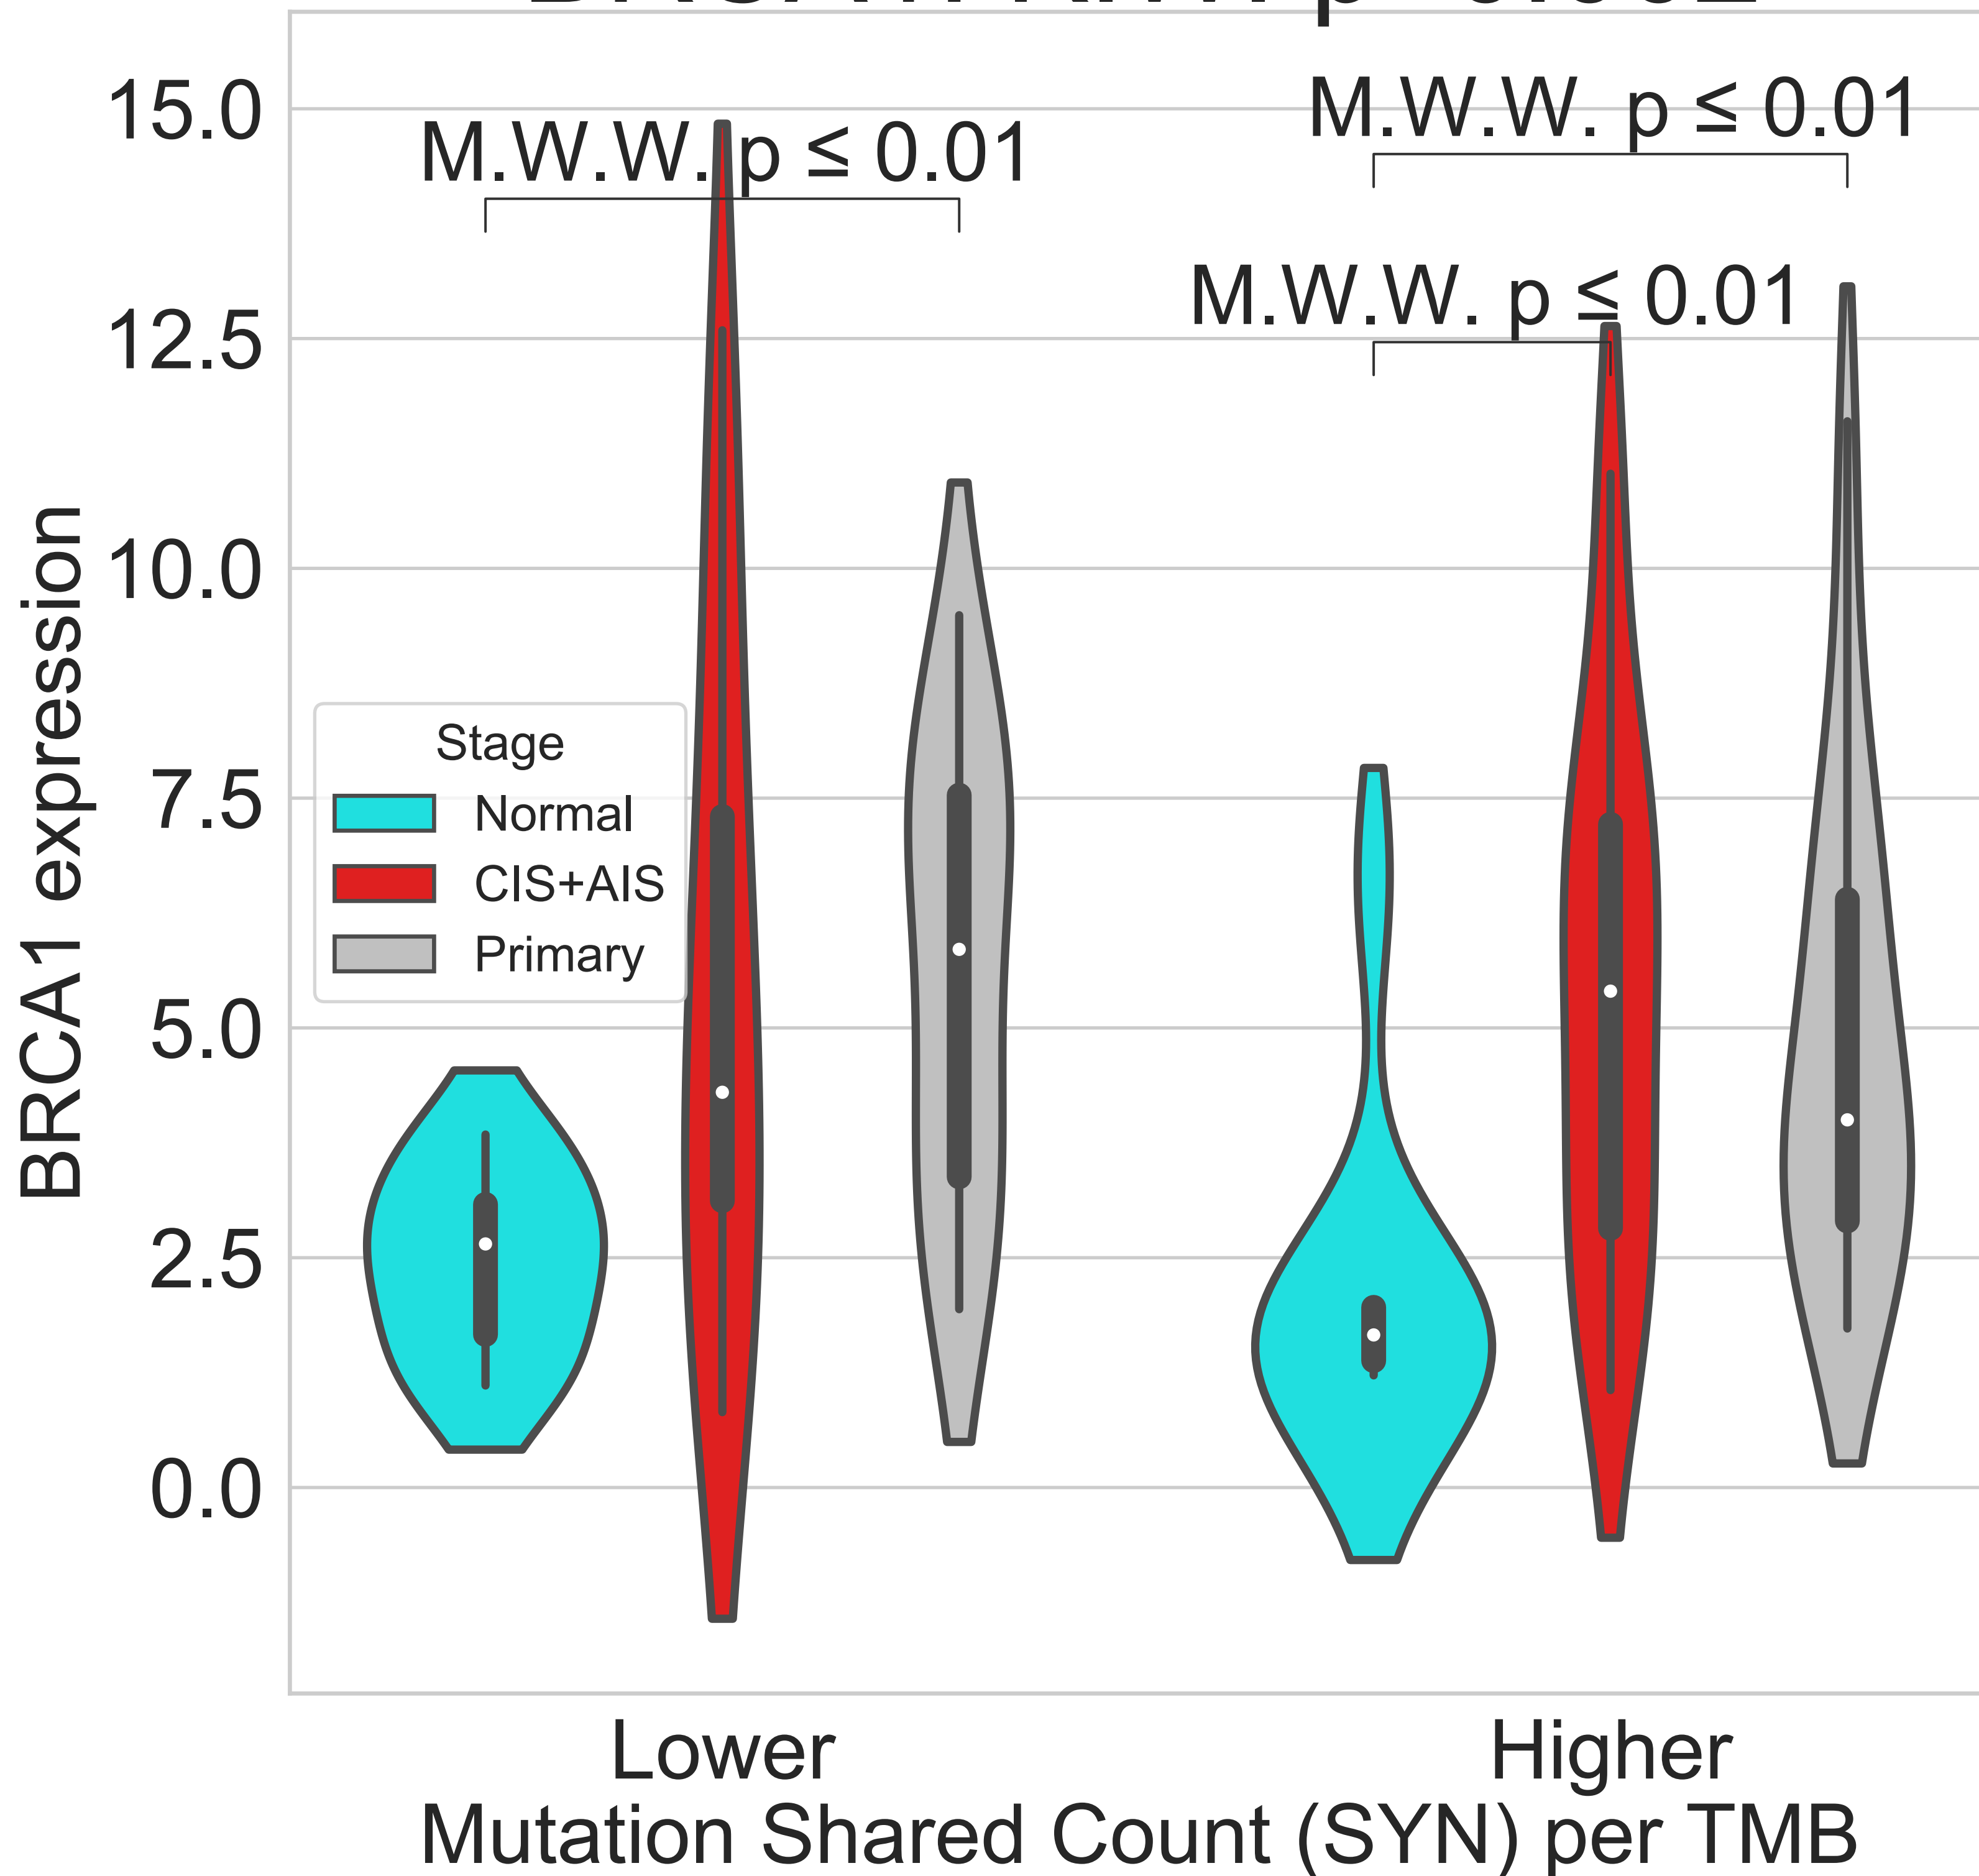 M.W.W. p ≤ 0.01
M.W.W. p ≤ 0.01
M.W.W. p ≤ 0.01
15.0
12.5
10.0
7.5
5.0
2.5
0.0
BRCA1 expression
Stage
Normal
CIS+AIS
Primary
Lower
Higher
Mutation Shared Count (SYN) per TMB